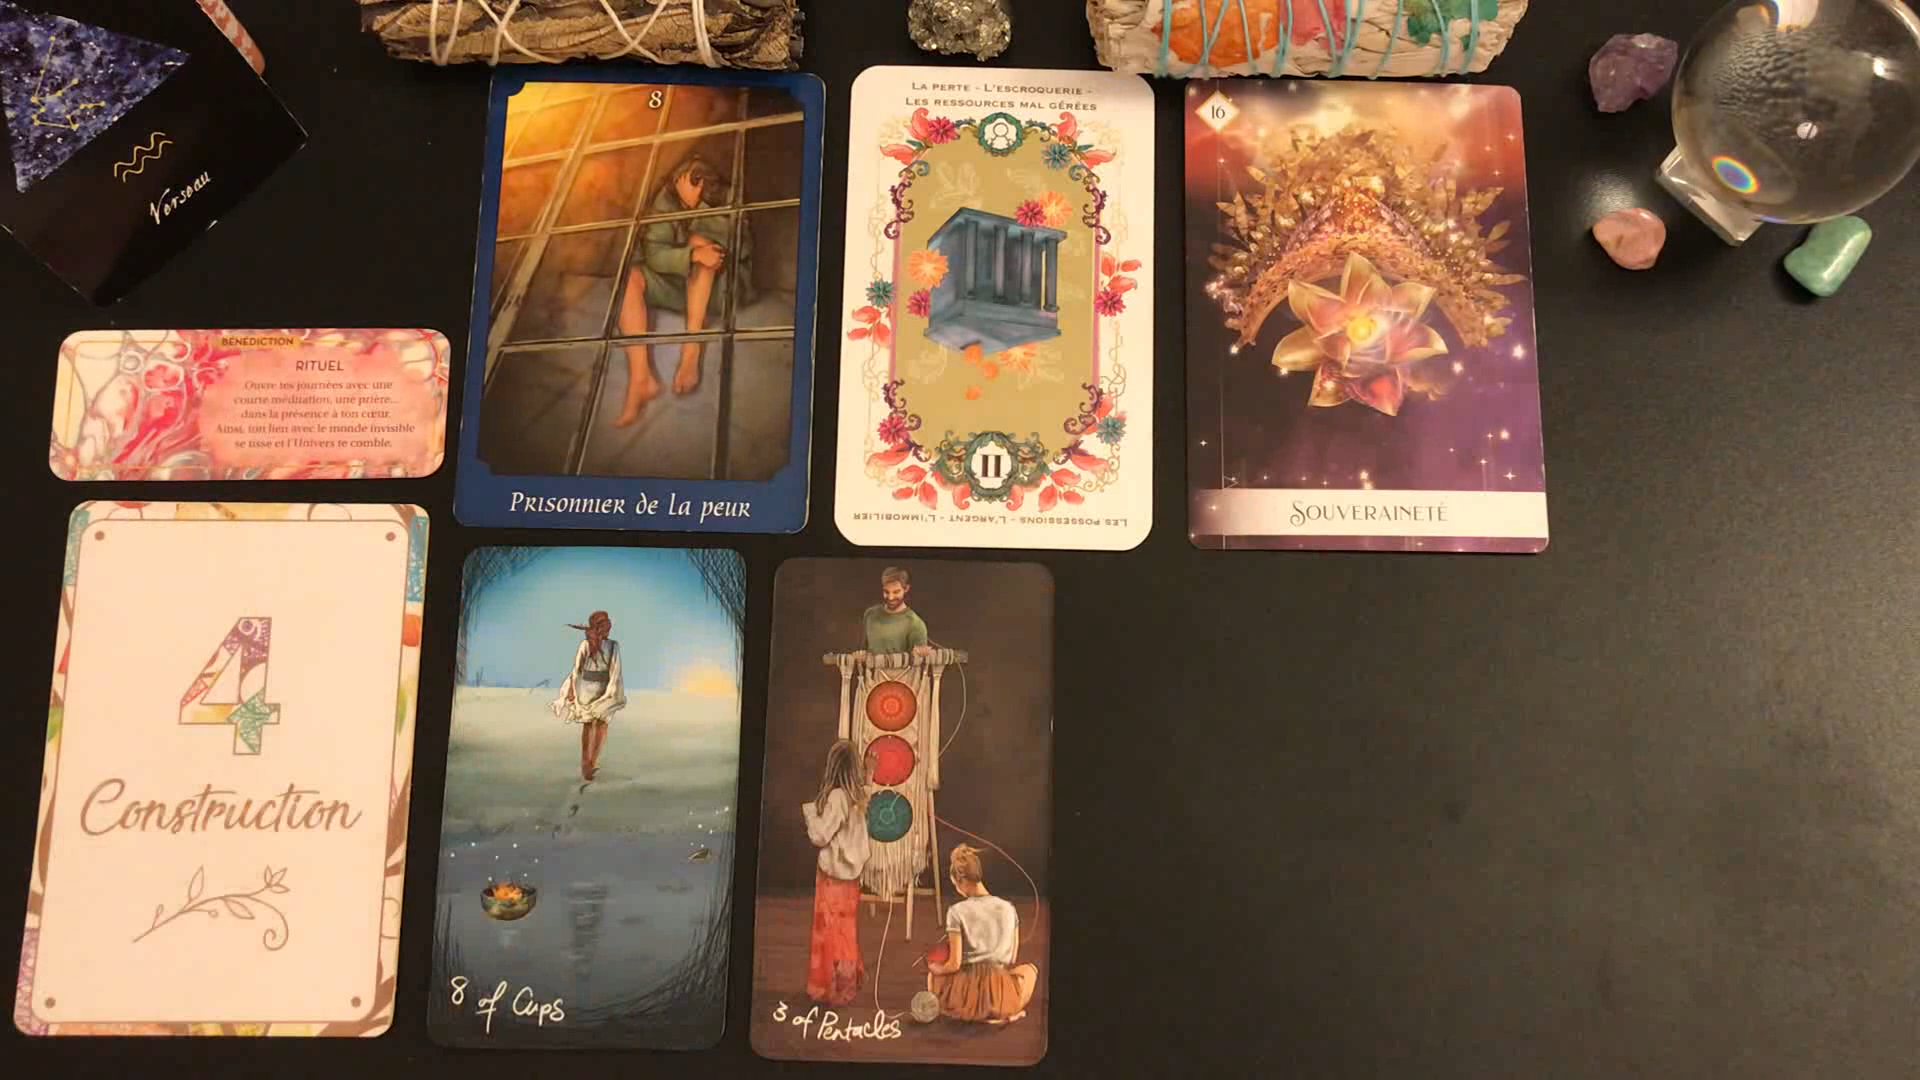 Verseau
BÉNÉDICTION
RITUEL
Ouvre tes journées avec une
courte méditation, une prière...
dans la présence à ton cœur.
Ainsi, ton lien avec le monde invisible
se tisse et l'Univers te comble.
8
Prisonnier de la peur
LA PERTE - L'ESCROQUERIE -
LES RESSOURCES MAL GÉRÉES
II
LES POSSESSIONS - L'ARGENT - L'IMMOBILIER
16
SOUVERAINETÉ
4
Construction
8 of Cups
3 of Pentacles